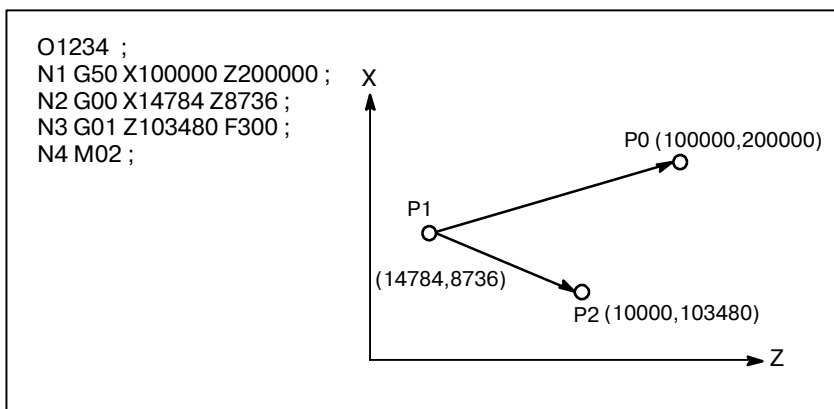 O1234 ;
N1 G50 X100000 Z200000 ;
N2 G00 X14784 Z8736 ;
N3 G01 Z103480 F300 ;
N4 M02 ;
X
P0 (100000,200000)
P1
(14784,8736)
P2 (10000,103480)
Z